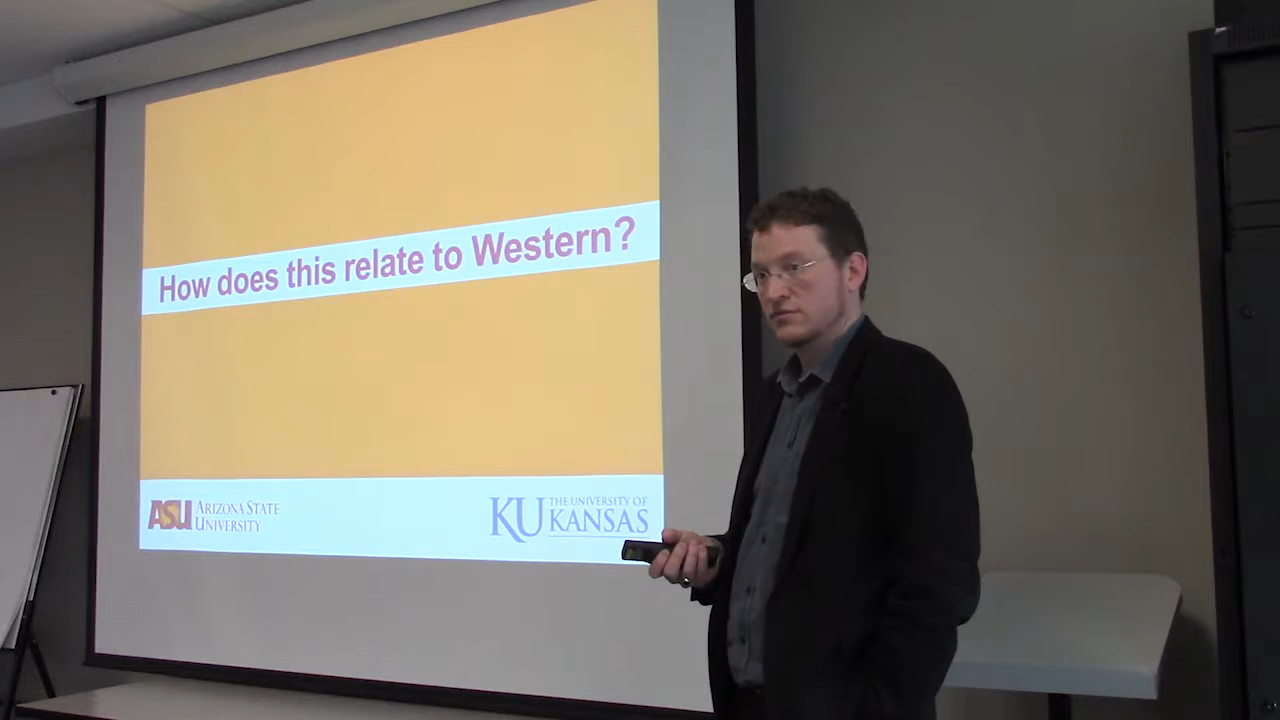 How does this relate to Western?
ASU ARIZONA STATE
UNIVERSITY
KU THE UNIVERSITY OF
KANSAS